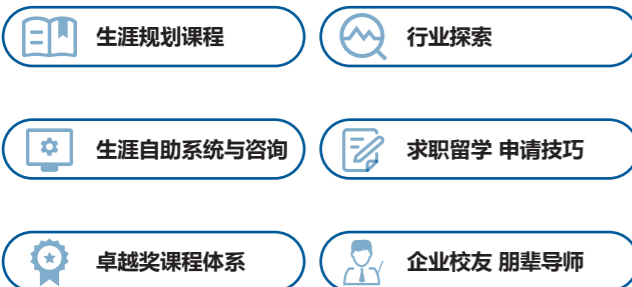 生涯规划课程
行业探索
生涯自助系统与咨询
求职留学 申请技巧
卓越奖课程体系
企业校友 朋辈导师